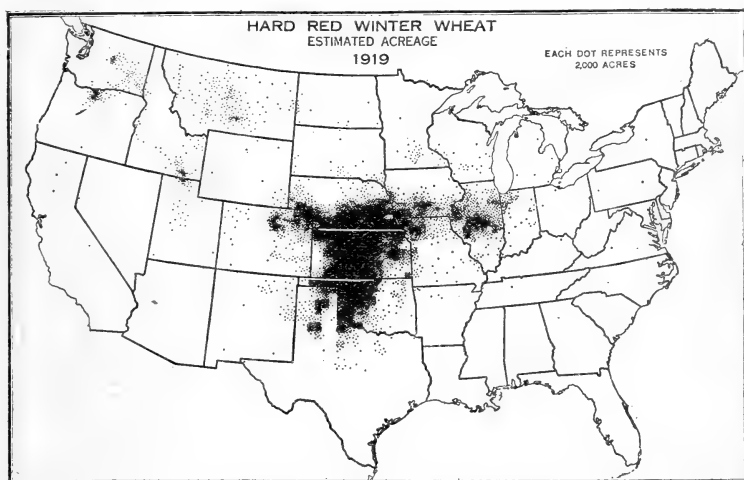 HARD RED WINTER WHEAT
ESTIMATED ACREAGE
1919
EACH DOT REPRESENTS
2,000 ACRES